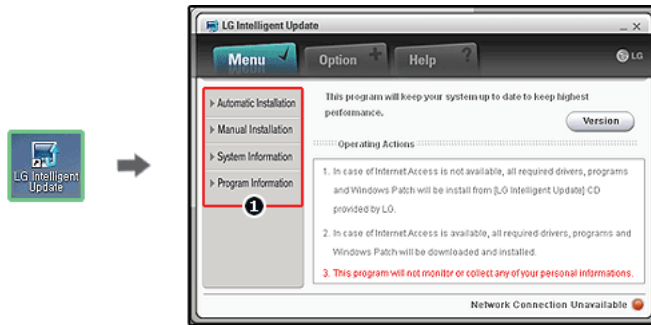 LG Intelligent
Update
LG Intelligent Update
Menu
Option
Help
LG
Automatic Installation
Manual Installation
System Information
Program Information
1
This program will keep your system up to date to keep highest
performance.
Version
Operating Actions
1. In case of Internet Access is not available, all required drivers, programs
and Windows Patch will be install from [LG Intelligent Update] CD
provided by LG.
2. In case of Internet Access is available, all required drivers, programs and
Windows Patch will be downloaded and installed.
3. This program will not monitor or collect any of your personal informations.
Network Connection Unavailable